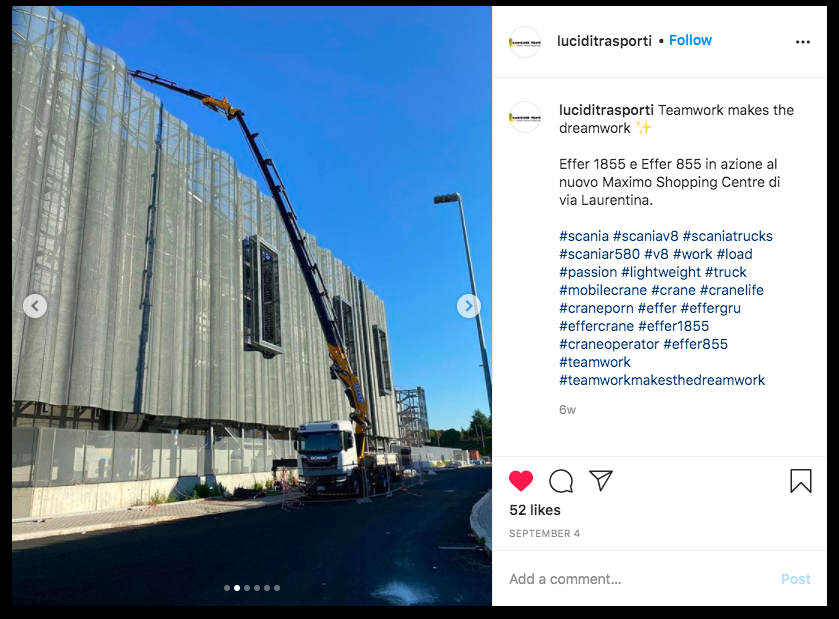 luciditrasporti • Follow
luciditrasporti Teamwork makes the
dreamwork ✨
Effer 1855 e Effer 855 in azione al
nuovo Maximo Shopping Centre di
via Laurentina.
#scania #scaniav8 #scaniatrucks
#scaniar580 #v8 #work #load
#passion #lightweight #truck
#mobilecrane #crane #cranelife
#craneporn #effer #effergru
#effercrane #effer1855
#craneoperator #effer855
#teamwork
#teamworkmakesthedreamwork
6w
52 likes
SEPTEMBER 4
Add a comment... Post
SCANIA